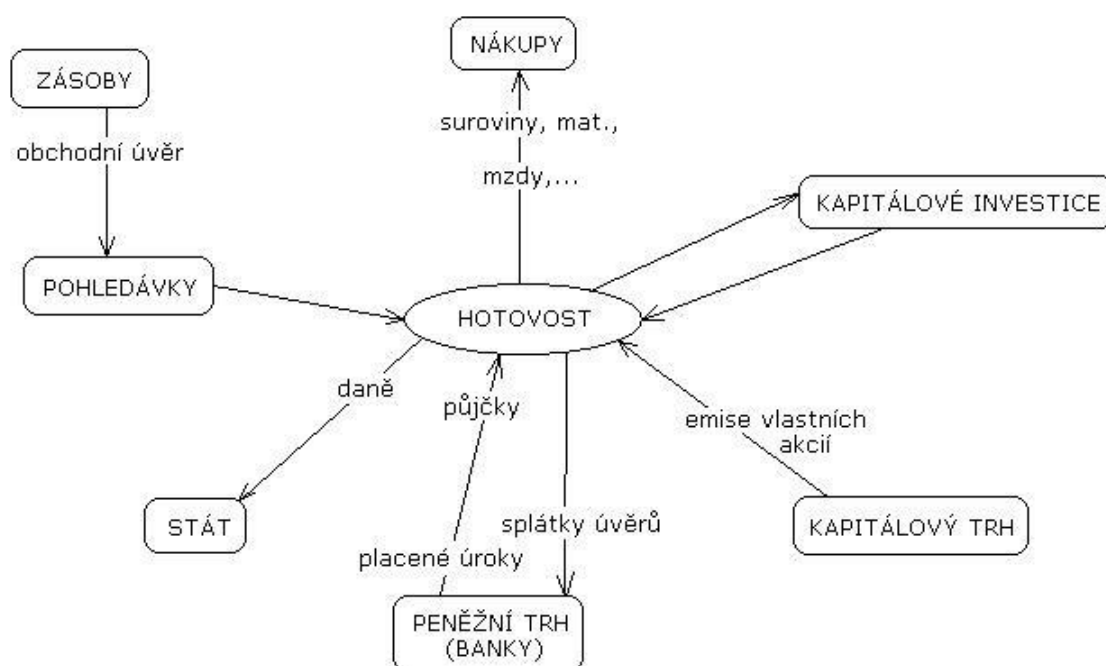 NÁKUPY
ZÁSOBY
suroviny, mat.,
obchodní úvěr
mzdy,...
KAPITÁLOVÉ INVESTICE
POHLEDÁVKY
HOTOVOST
daně
půjčky
emise vlastních
akcií
STÁT
splátky úvěrů
KAPITÁLOVÝ TRH
placené úroky
PENĚŽNÍ TRH
(BANKY)